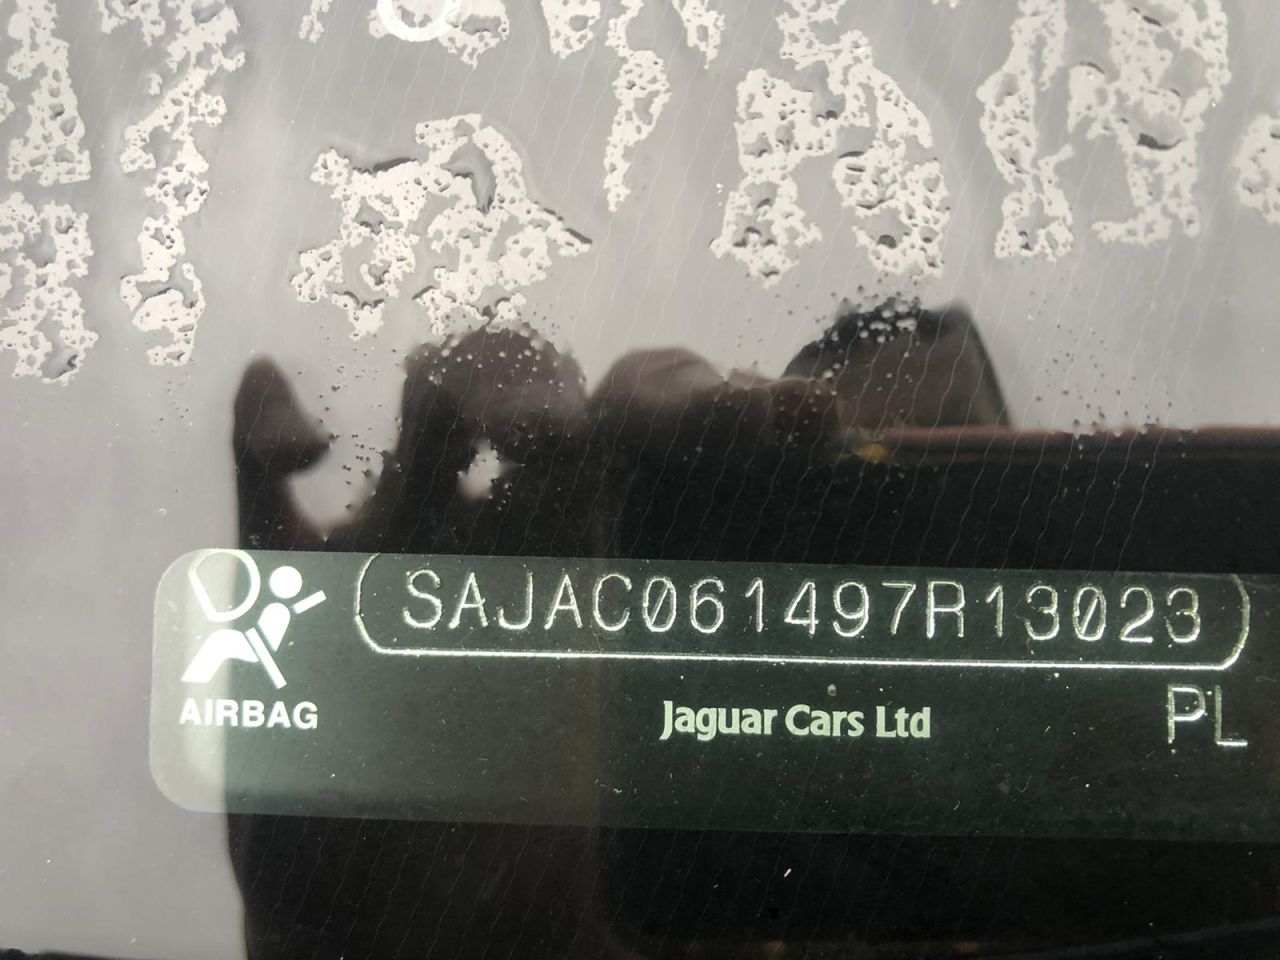 SAJAC061497R13023
AIRBAG
Jaguar Cars Ltd
PL